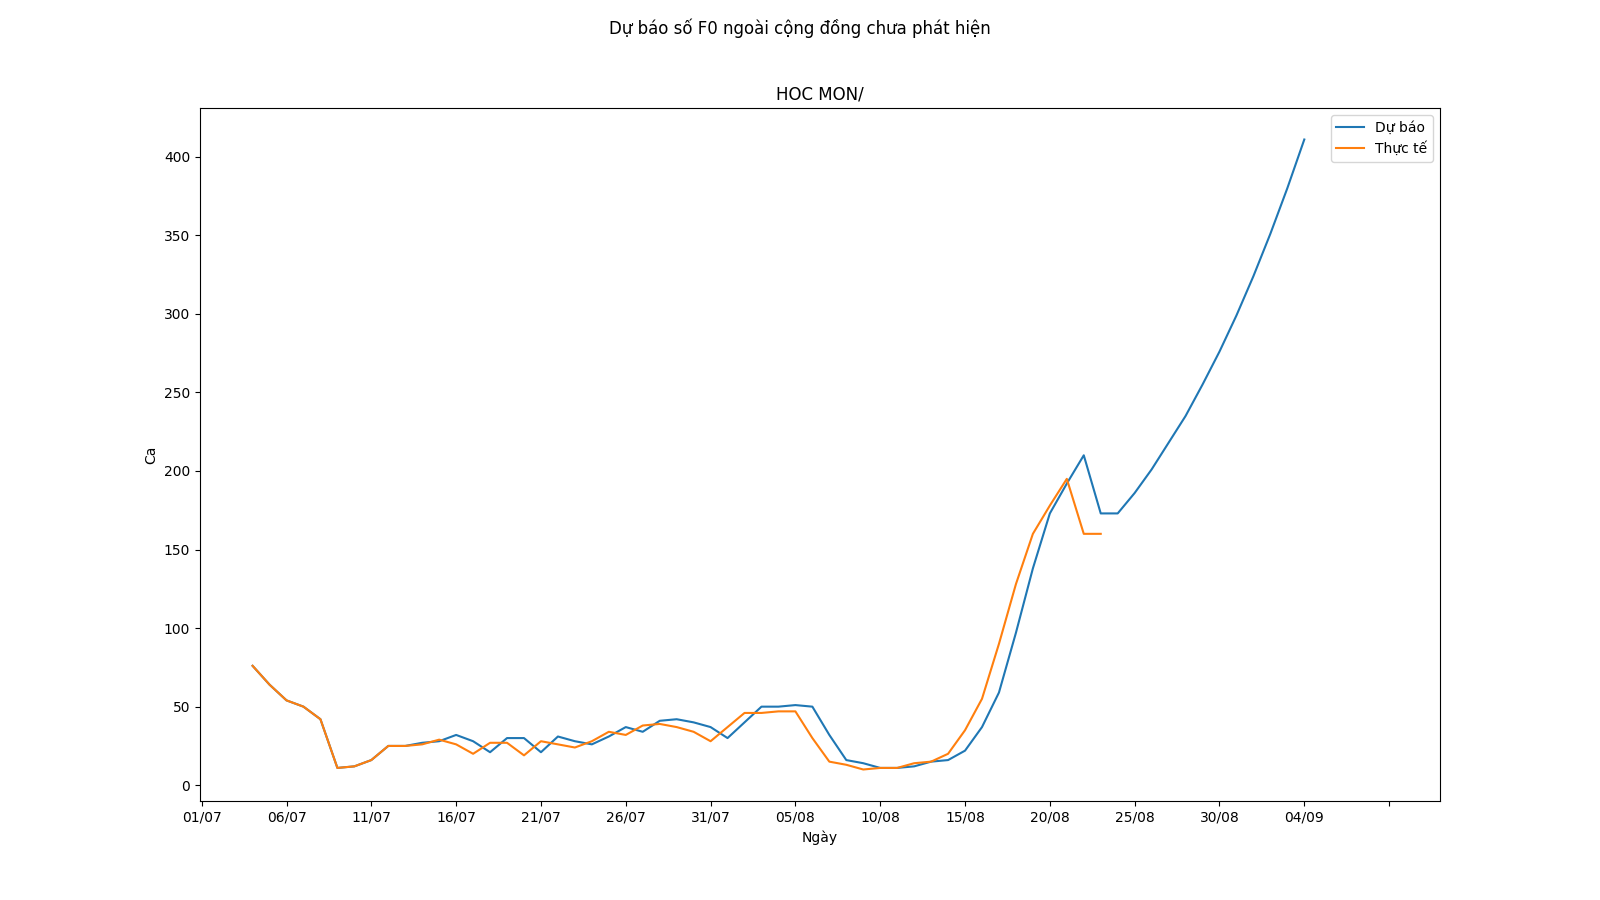 Dự báo số F0 ngoài cộng đồng chưa phát hiện
HOC MON/
Dự báo
Thực tế
Ca
400
350
300
250
200
150
100
50
0
01/07 06/07 11/07 16/07 21/07 26/07 31/07 05/08 10/08 15/08 20/08 25/08 30/08 04/09
Ngày